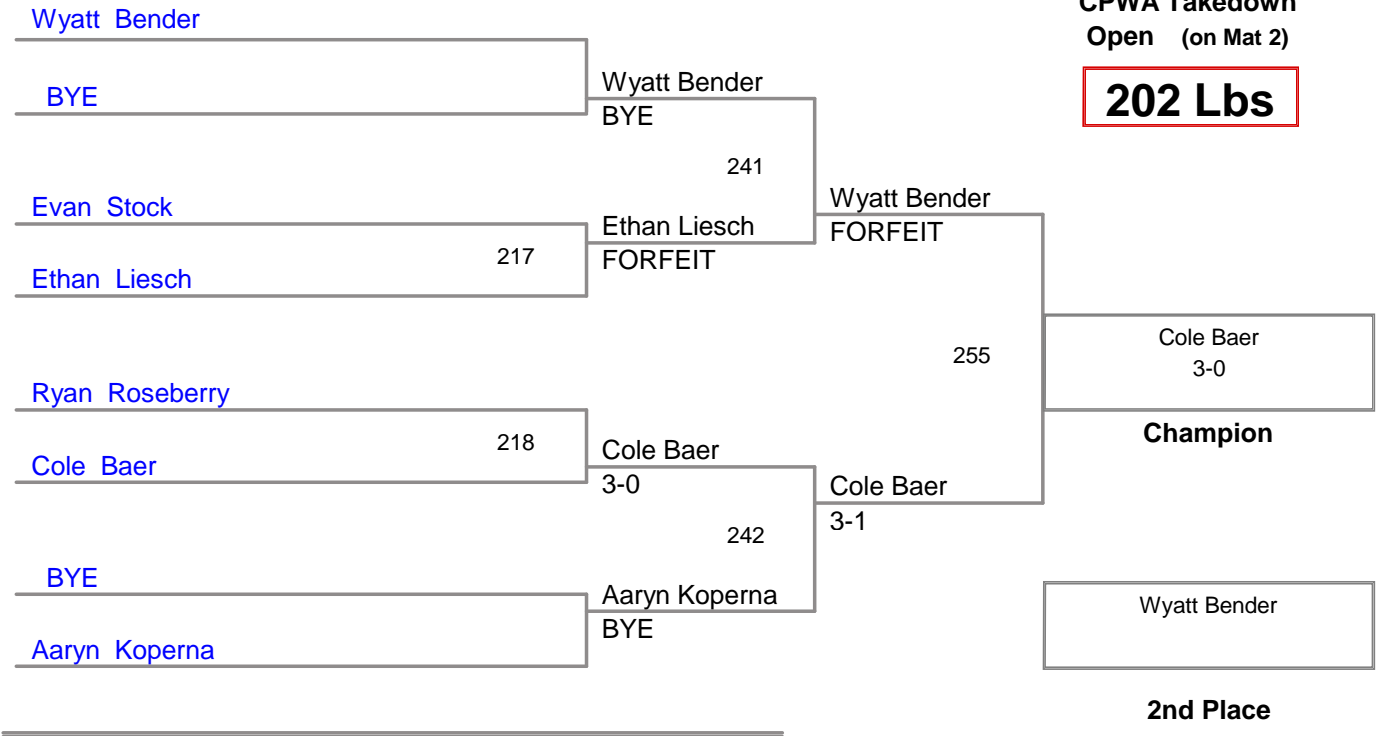 CPWA Takedown
Open (on Mat 2)
202 Lbs
Wyatt Bender
BYE
Wyatt Bender
BYE
241
Evan Stock
217
Ethan Liesch
Ethan Liesch
FORFEIT
Wyatt Bender
FORFEIT
255
Cole Baer
3-0
Champion
Ryan Roseberry
218
Cole Baer
Cole Baer
3-0
Cole Baer
3-1
242
BYE
Aaryn Koperna
Aaryn Koperna
BYE
Wyatt Bender
2nd Place